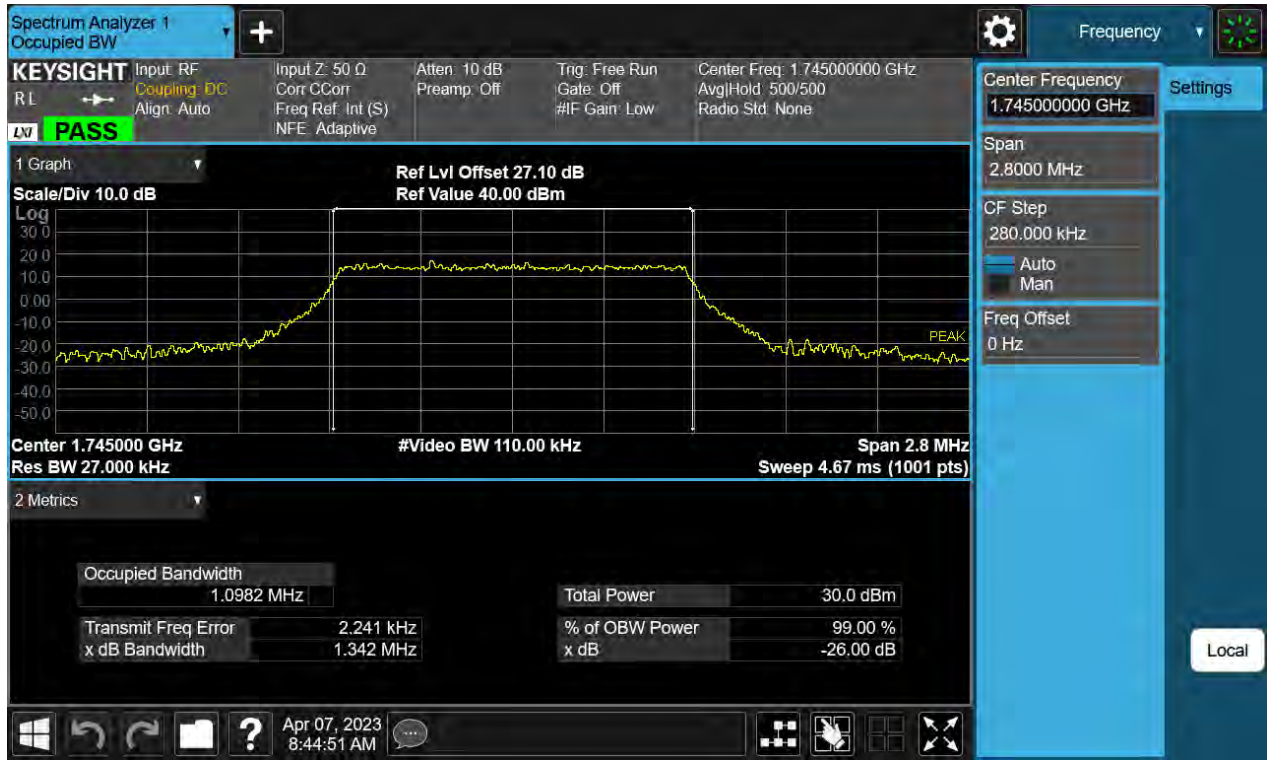 Spectrum Analyzer 1
Occupied BW
Frequency
KEYSIGHT
RL
LXI
PASS
Input: RF
Coupling: DC
Align: Auto
Input Z: 50 Ω
Corr CCorr
Freq Ref: Int (S)
NFE: Adaptive
Atten: 10 dB
Preamp: Off
Trig: Free Run
Gate: Off
#IF Gain: Low
Center Freq: 1.745000000 GHz
Avg|Hold: 500/500
Radio Std: None
Center Frequency
1.745000000 GHz
Settings
Span
2.8000 MHz
CF Step
280.000 kHz
Auto
Man
Freq Offset
0 Hz
1 Graph
Scale/Div 10.0 dB
Ref Lvl Offset 27.10 dB
Ref Value 40.00 dBm
Log
30.0
20.0
10.0
0.00
-10.0
-20.0
-30.0
-40.0
-50.0
PEAK
Center 1.745000 GHz
#Video BW 110.00 kHz
Span 2.8 MHz
Res BW 27.000 kHz
Sweep 4.67 ms (1001 pts)
2 Metrics
Occupied Bandwidth
1.0982 MHz
Total Power 30.0 dBm
Transmit Freq Error 2.241 kHz
% of OBW Power 99.00 %
x dB Bandwidth 1.342 MHz
x dB -26.00 dB
Local
?
Apr 07, 2023
8:44:51 AM